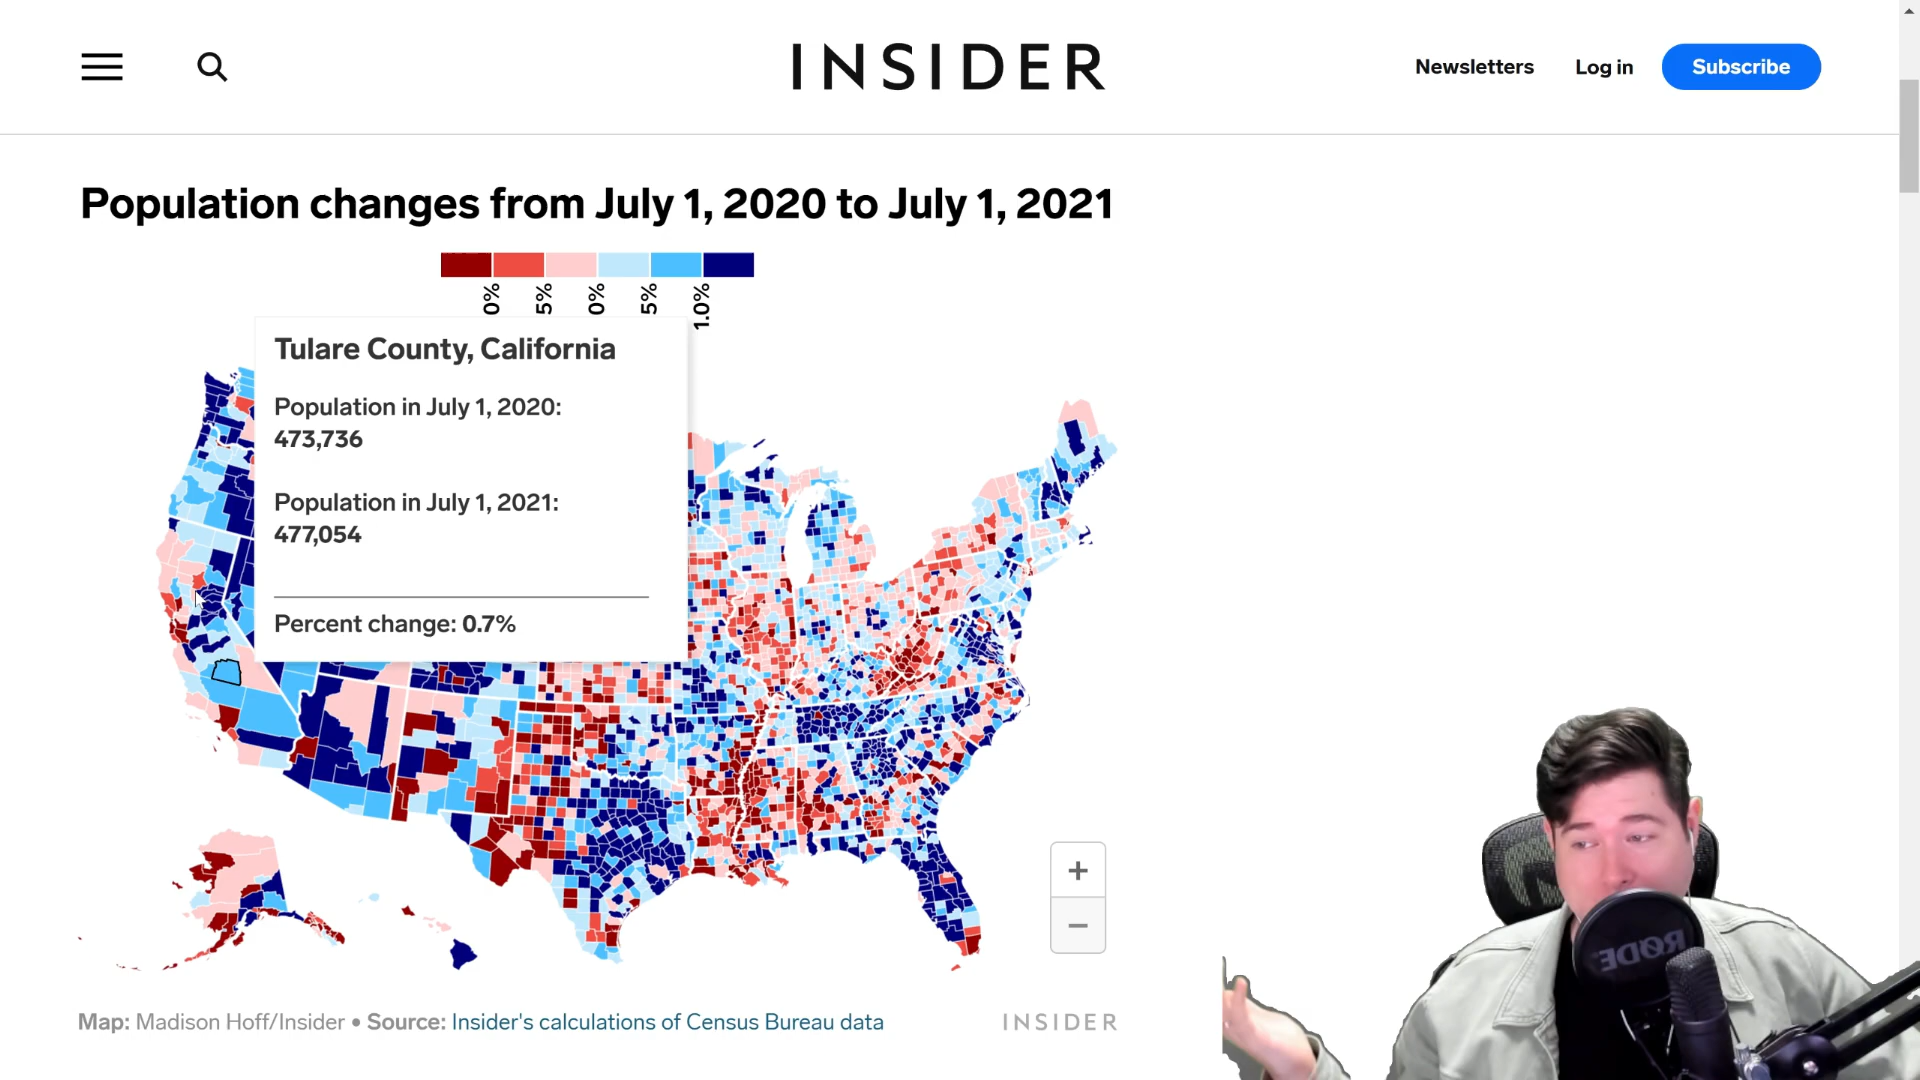 INSIDER
Newsletters
Log in
Subscribe
Population changes from July 1, 2020 to July 1, 2021
0%
5%
0%
5%
1.0%
Tulare County, California
Population in July 1, 2020:
473,736
Population in July 1, 2021:
477,054
Percent change: 0.7%
+
−
Map: Madison Hoff/Insider • Source: Insider's calculations of Census Bureau data
INSIDER
RØDE